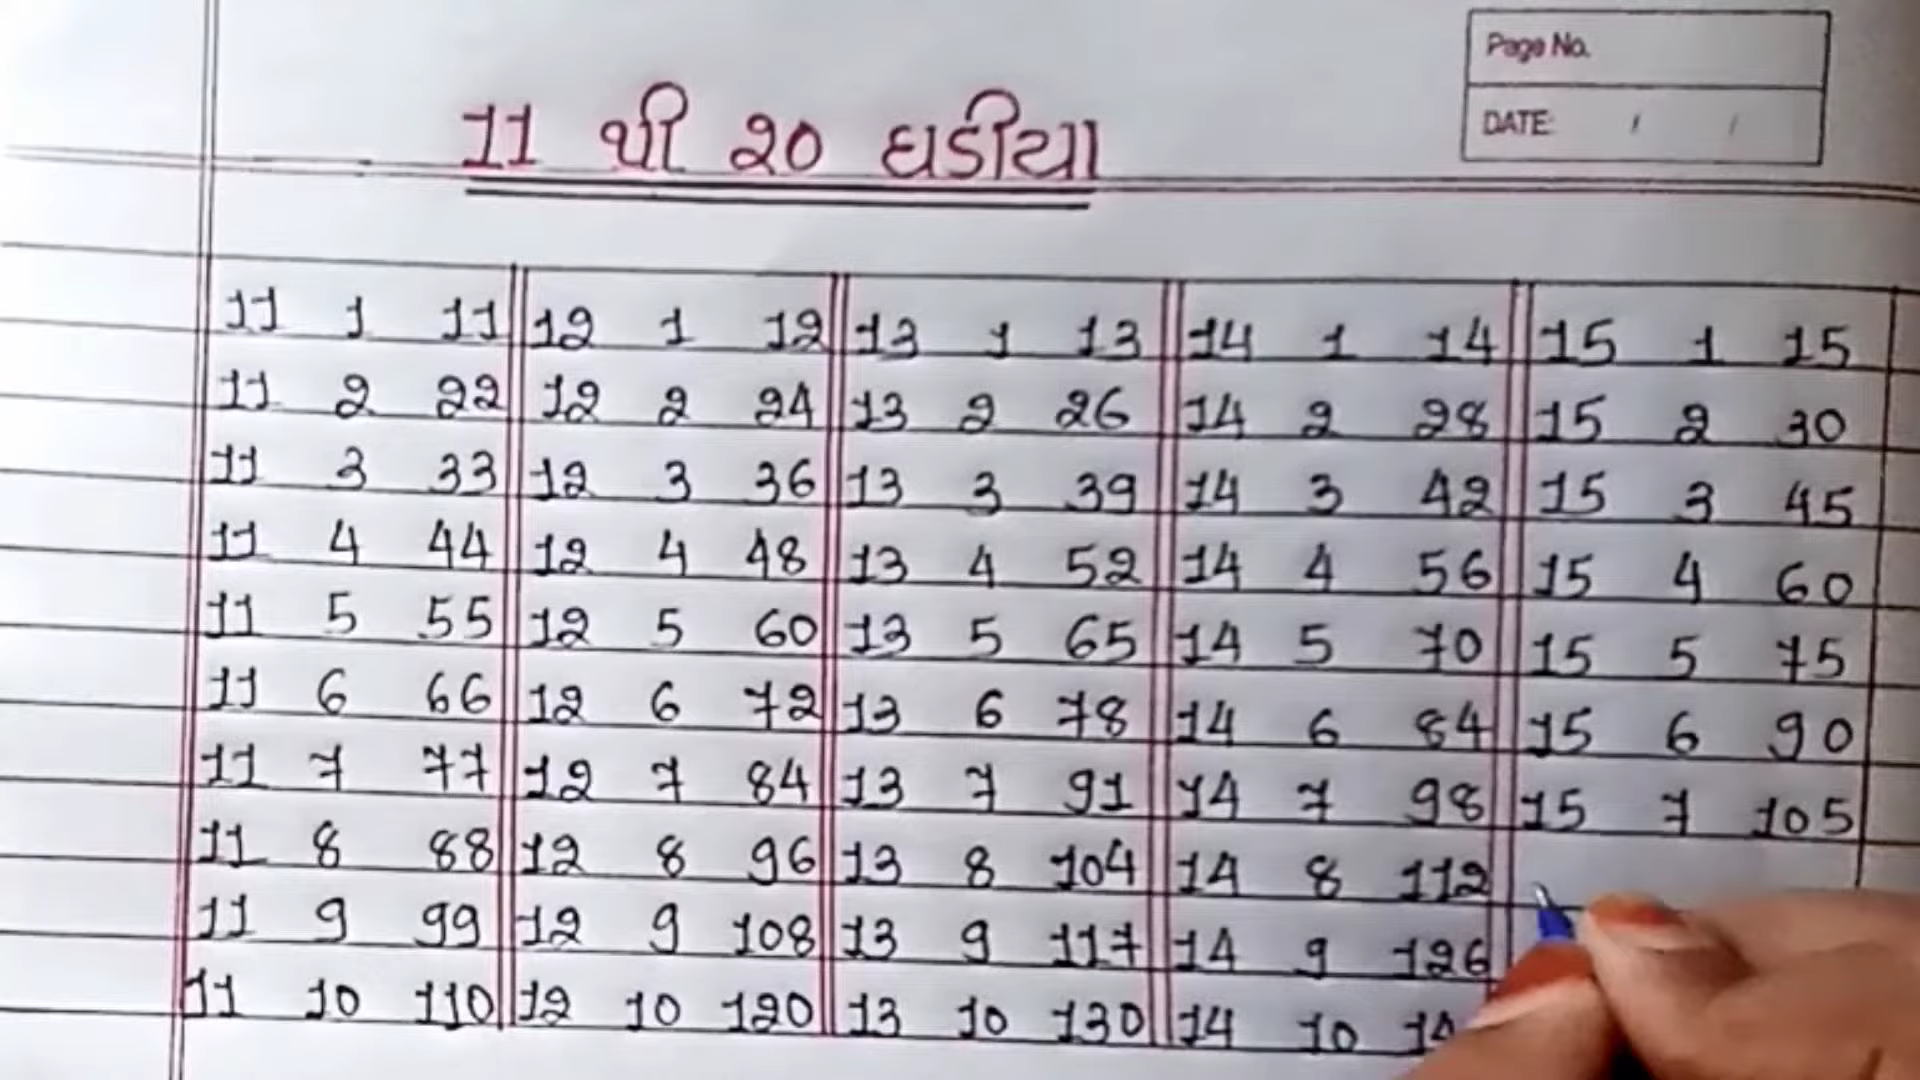 Page No.
DATE: / /
11 થી 20 ઘડીયા
11 1 11 12 1 12 13 1 13 14 1 14 15 1 15
11 2 22 12 2 24 13 2 26 14 2 28 15 2 30
11 3 33 12 3 36 13 3 39 14 3 42 15 3 45
11 4 44 12 4 48 13 4 52 14 4 56 15 4 60
11 5 55 12 5 60 13 5 65 14 5 70 15 5 75
11 6 66 12 6 72 13 6 78 14 6 84 15 6 90
11 7 77 12 7 84 13 7 91 14 7 98 15 7 105
11 8 88 12 8 96 13 8 104 14 8 112
11 9 99 12 9 108 13 9 117 14 9 126
11 10 110 12 10 120 13 10 130 14 10